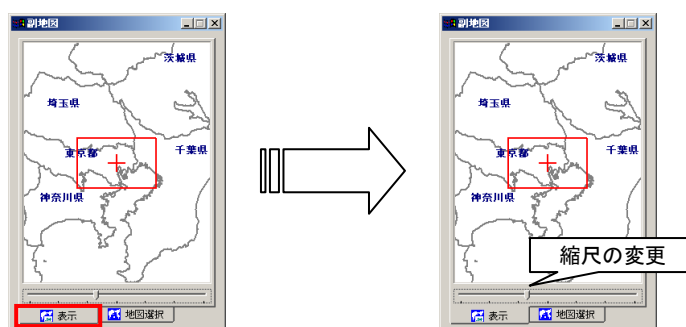 副地図
茨城県
埼玉県
東京都
千葉県
神奈川県
表示
地図選択
副地図
茨城県
埼玉県
東京都
千葉県
神奈川県
縮尺の変更
表示
地図選択